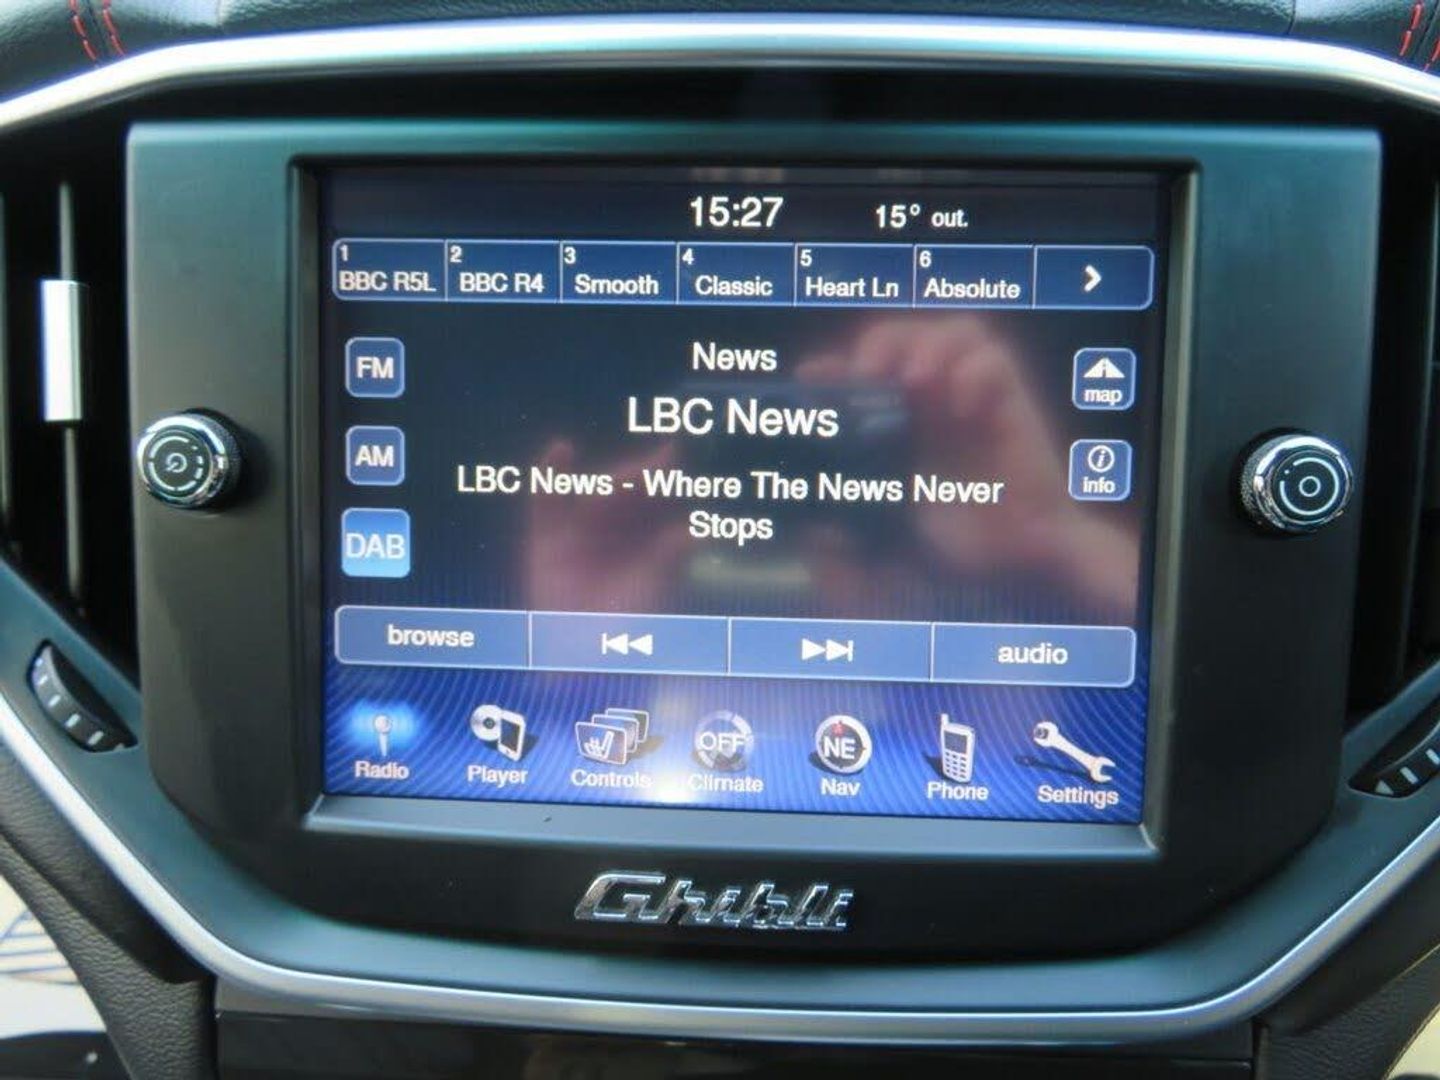 15:27 15° out.
1 2 3 4 5 6
BBC R5L BBC R4 Smooth Classic Heart Ln Absolute
News
FM LBC News map
AM LBC News - Where The News Never info
Stops
DAB
browse audio
OFF NE
Radio Player Controls Climate Nav Phone Settings
Ghibli